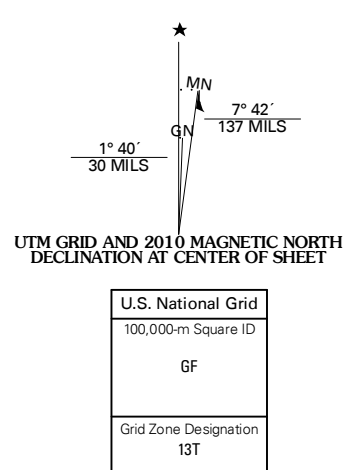 ★
MN
7° 42´
137 MILS
GN
1° 40´
30 MILS
UTM GRID AND 2010 MAGNETIC NORTH
DECLINATION AT CENTER OF SHEET
U.S. National Grid
100,000-m Square ID
GF
Grid Zone Designation
13T